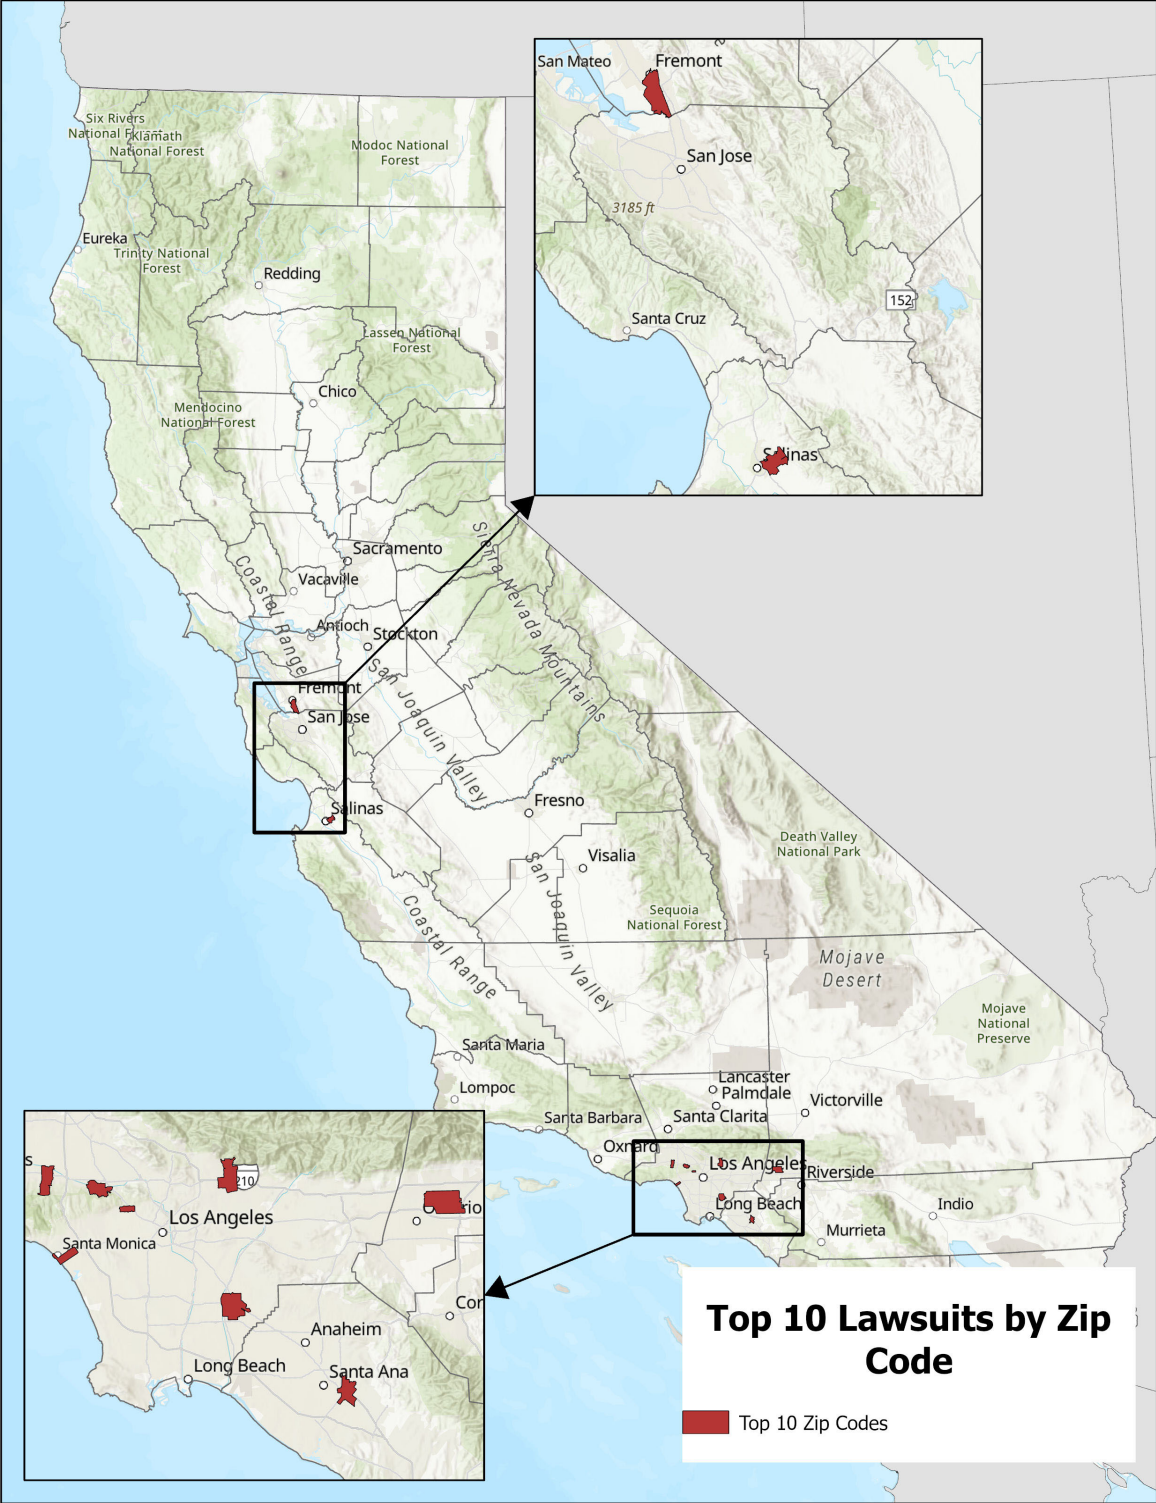 San Mateo
Fremont
San Jose
3185 ft
152
Santa Cruz
Salinas
Six Rivers
National Forest
Klamath
National Forest
Modoc National
Forest
Eureka
Trinity National
Forest
Redding
Lassen National
Forest
Chico
Mendocino
National Forest
Sacramento
Vacaville
Coastal Range
Sierra Nevada Mountains
Antioch
Stockton
San Joaquin Valley
Fremont
San Jose
Salinas
Fresno
Visalia
San Joaquin Valley
Death Valley
National Park
Sequoia
National Forest
Coastal Range
Mojave
Desert
Mojave
National
Preserve
Santa Maria
Lompoc
Lancaster
Palmdale
Victorville
Santa Barbara
Santa Clarita
Oxnard
Los Angeles
Riverside
Long Beach
Indio
Murrieta
s
210
Los Angeles
Santa Monica
Cor
Anaheim
Long Beach
Santa Ana
Top 10 Lawsuits by Zip
Code
Top 10 Zip Codes